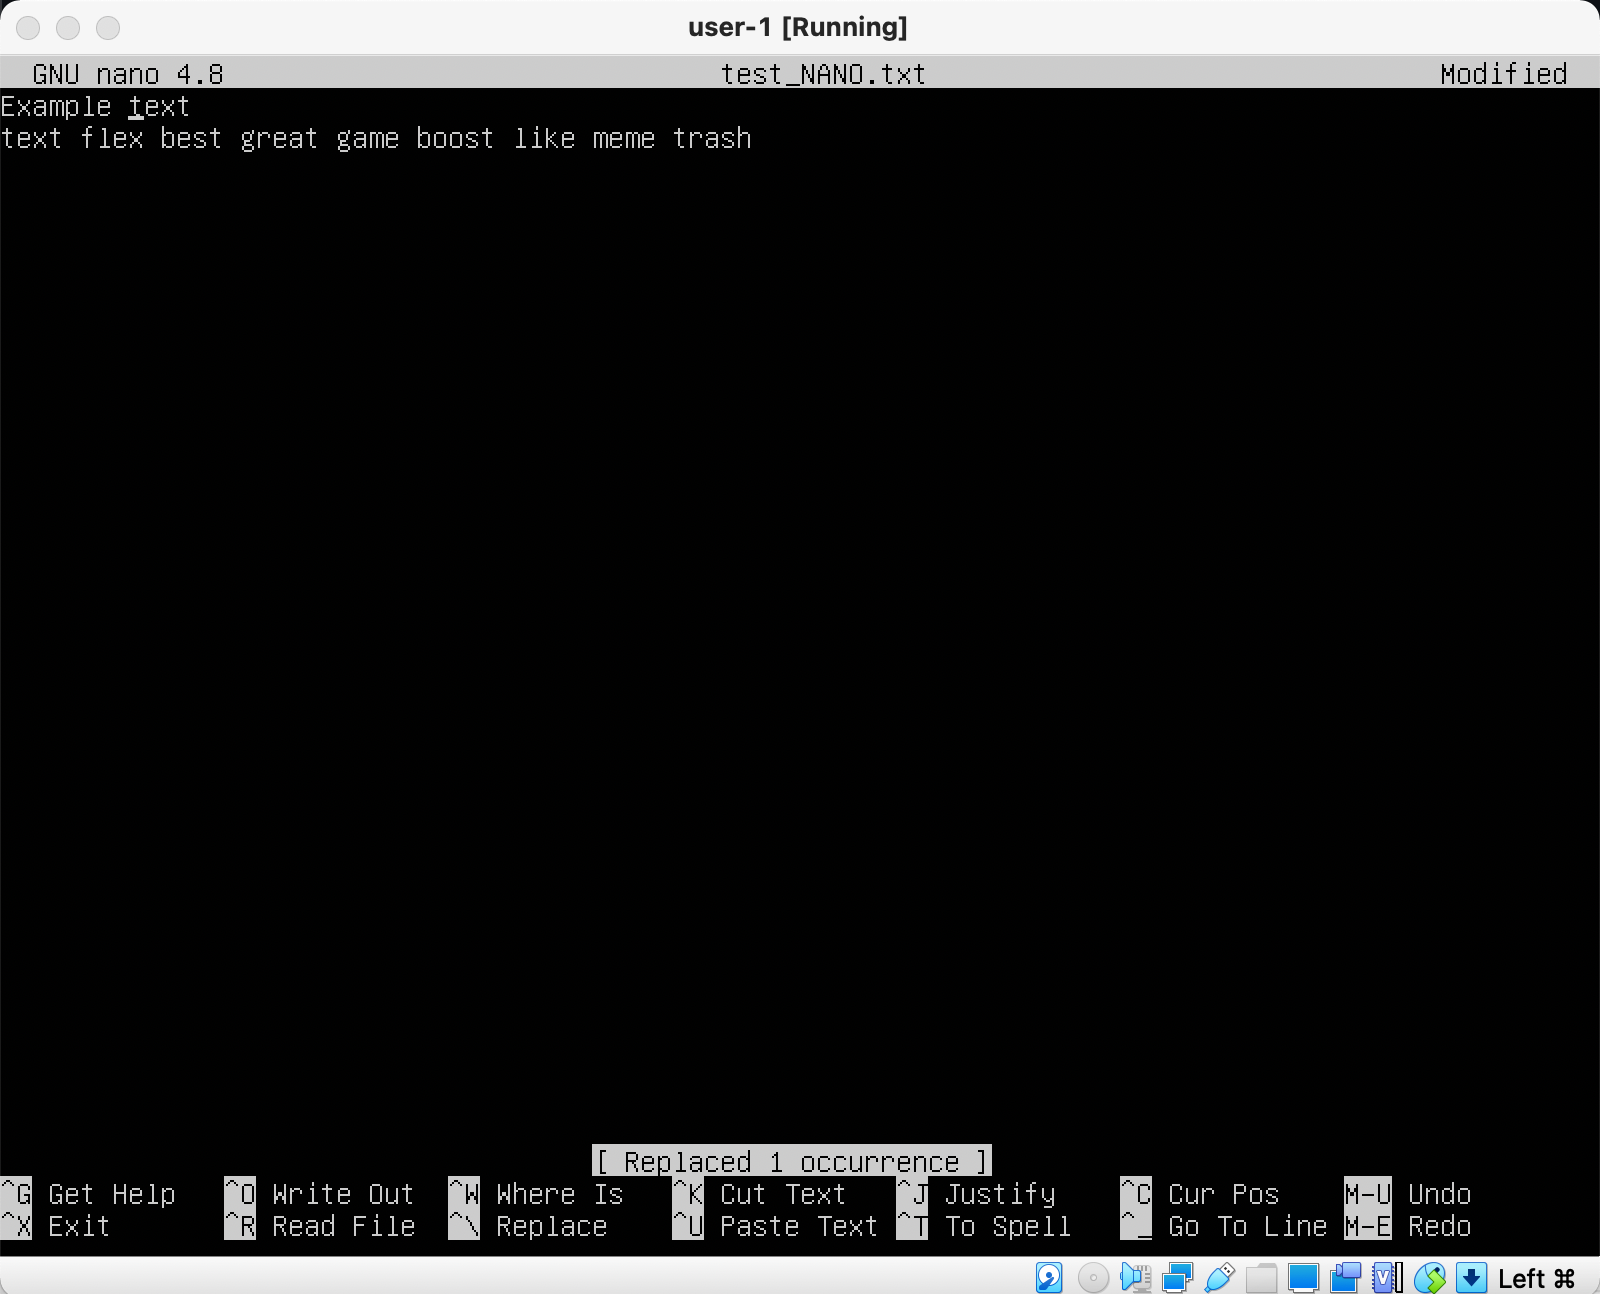 user-1 [Running]
GNU nano 4.8 test_NANO.txt Modified
Example text
text flex best great game boost like meme trash
[ Replaced 1 occurrence ]
^G Get Help ^O Write Out ^W Where Is ^K Cut Text ^J Justify ^C Cur Pos M-U Undo
^X Exit ^R Read File ^\ Replace ^U Paste Text ^T To Spell ^_ Go To Line M-E Redo
Left ⌘